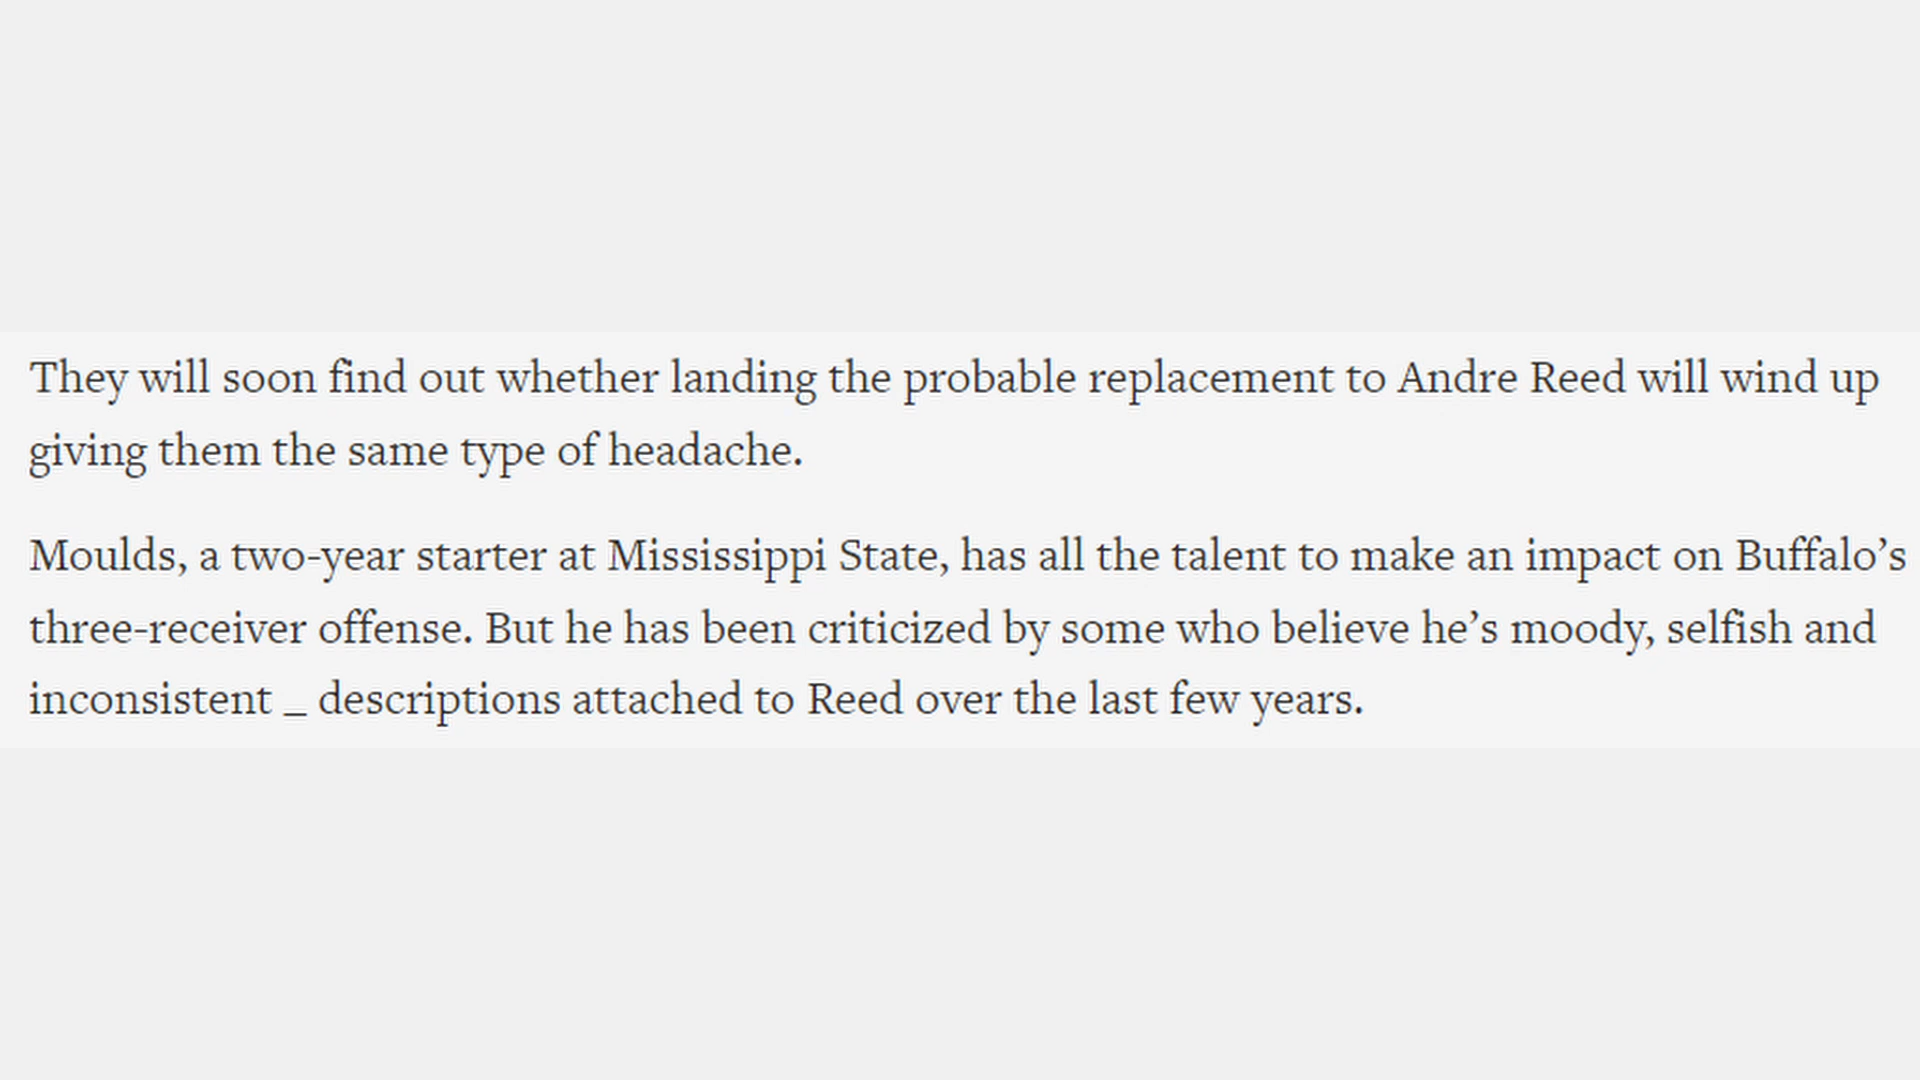 They will soon find out whether landing the probable replacement to Andre Reed will wind up
giving them the same type of headache.
Moulds, a two-year starter at Mississippi State, has all the talent to make an impact on Buffalo’s
three-receiver offense. But he has been criticized by some who believe he’s moody, selfish and
inconsistent _ descriptions attached to Reed over the last few years.